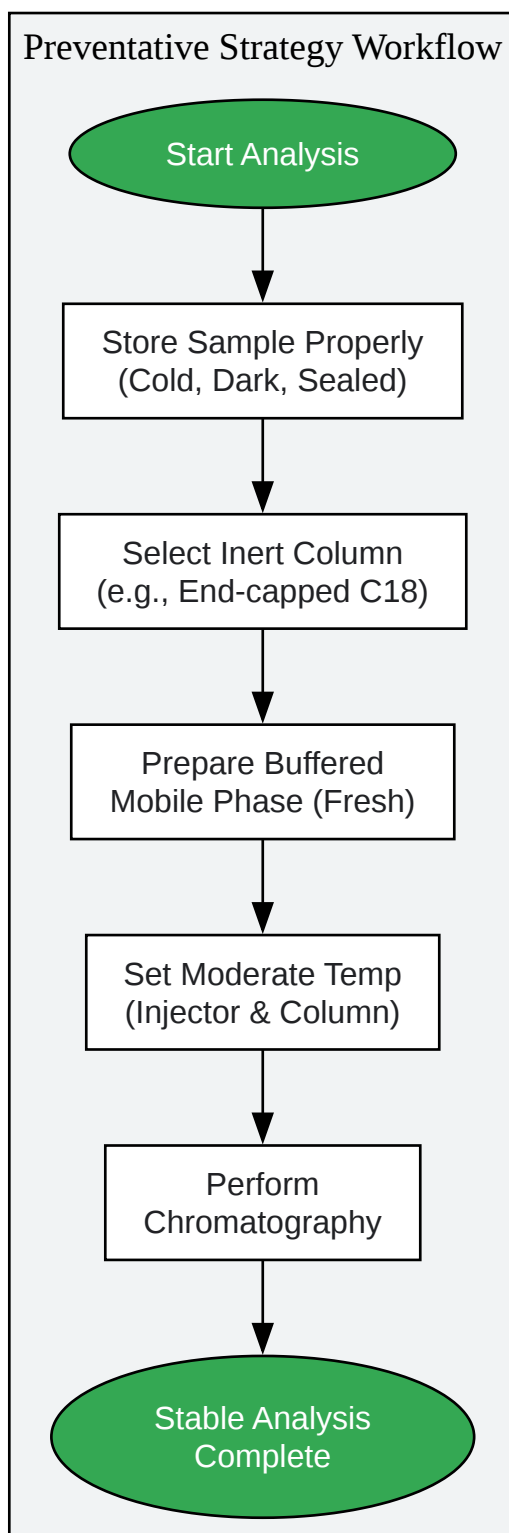 Preventative Strategy Workflow
Start Analysis
Store Sample Properly
(Cold, Dark, Sealed)
Select Inert Column
(e.g., End-capped C18)
Prepare Buffered
Mobile Phase (Fresh)
Set Moderate Temp
(Injector & Column)
Perform
Chromatography
Stable Analysis
Complete